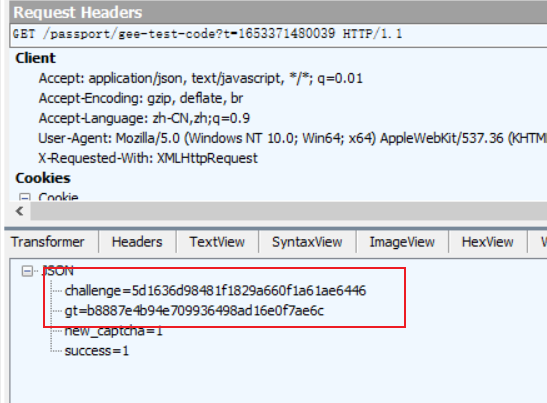 Request Headers
GET /passport/gee-test-code?t=1653371480039 HTTP/1.1
Client
Accept: application/json, text/javascript, */*; q=0.01
Accept-Encoding: gzip, deflate, br
Accept-Language: zh-CN,zh;q=0.9
User-Agent: Mozilla/5.0 (Windows NT 10.0; Win64; x64) AppleWebKit/537.36 (KHTM
X-Requested-With: XMLHttpRequest
Cookies
Cookie
Transformer Headers TextView SyntaxView ImageView HexView
JSON
challenge=5d1636d98481f1829a660f1a61ae6446
gt=b8887e4b94e709936498ad16e0f7ae6c
new_captcha=1
success=1